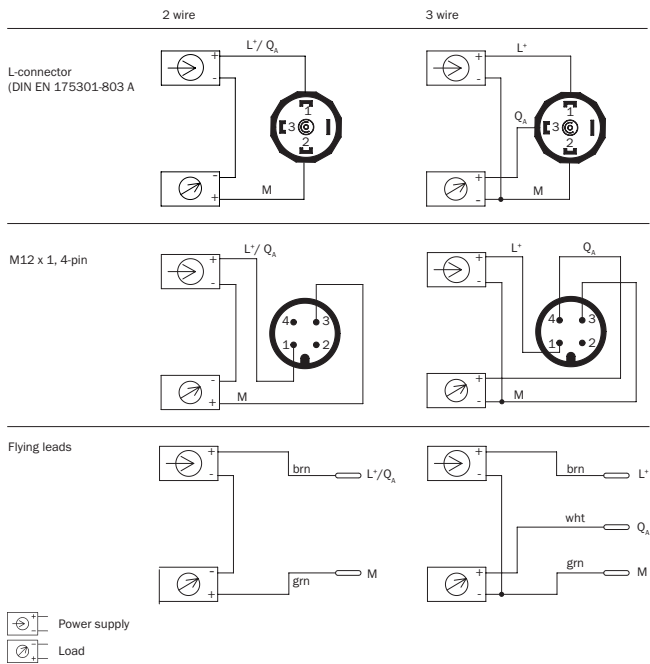 2 wire 3 wire
L-connector
(DIN EN 175301-803 A
+ L⁺/ Q_A
-
1
3
2
-
+ M
+ L⁺
-
Q_A
1
3
2
+
- M
M12 x 1, 4-pin
+ L⁺/ Q_A
-
4 3
1 2
-
+ M
+ L⁺ Q_A
-
4 3
1 2
+
- M
Flying leads
+ brn L⁺/Q_A
-
-
+ grn M
+ brn L⁺
-
wht Q_A
+ grn M
-
+ - Power supply
+ - Load